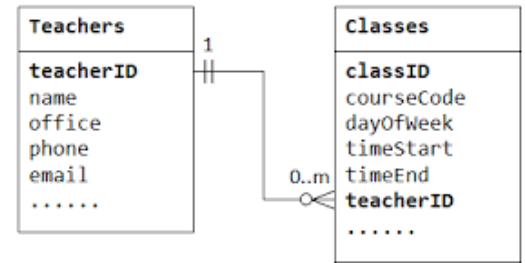 Teachers
teacherID
name
office
phone
email
......
1
0..m
Classes
classID
courseCode
dayOfWeek
timeStart
timeEnd
teacherID
......